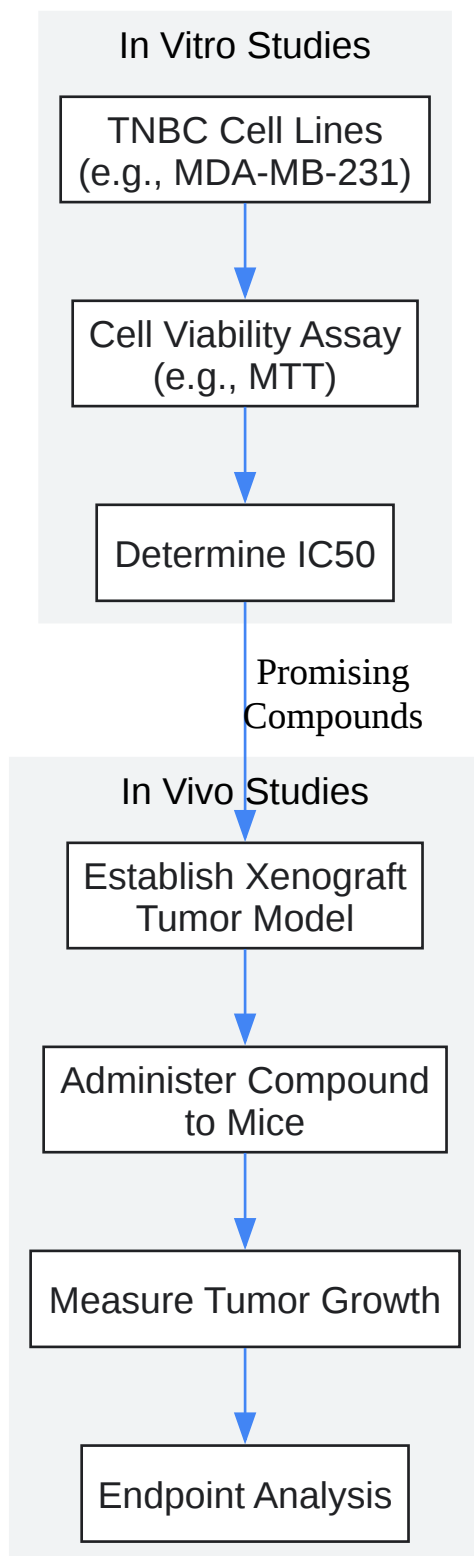 In Vitro Studies
TNBC Cell Lines
(e.g., MDA-MB-231)
Cell Viability Assay
(e.g., MTT)
Determine IC50
Promising
Compounds
In Vivo Studies
Establish Xenograft
Tumor Model
Administer Compound
to Mice
Measure Tumor Growth
Endpoint Analysis